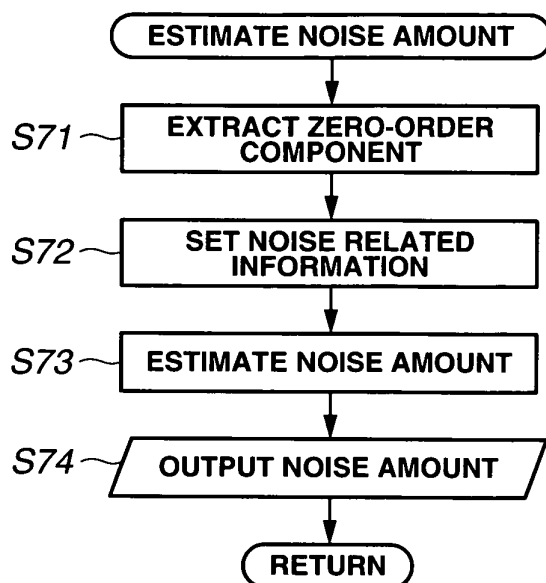 ESTIMATE NOISE AMOUNT
S71
EXTRACT ZERO-ORDER
COMPONENT
S72
SET NOISE RELATED
INFORMATION
S73
ESTIMATE NOISE AMOUNT
S74
OUTPUT NOISE AMOUNT
RETURN